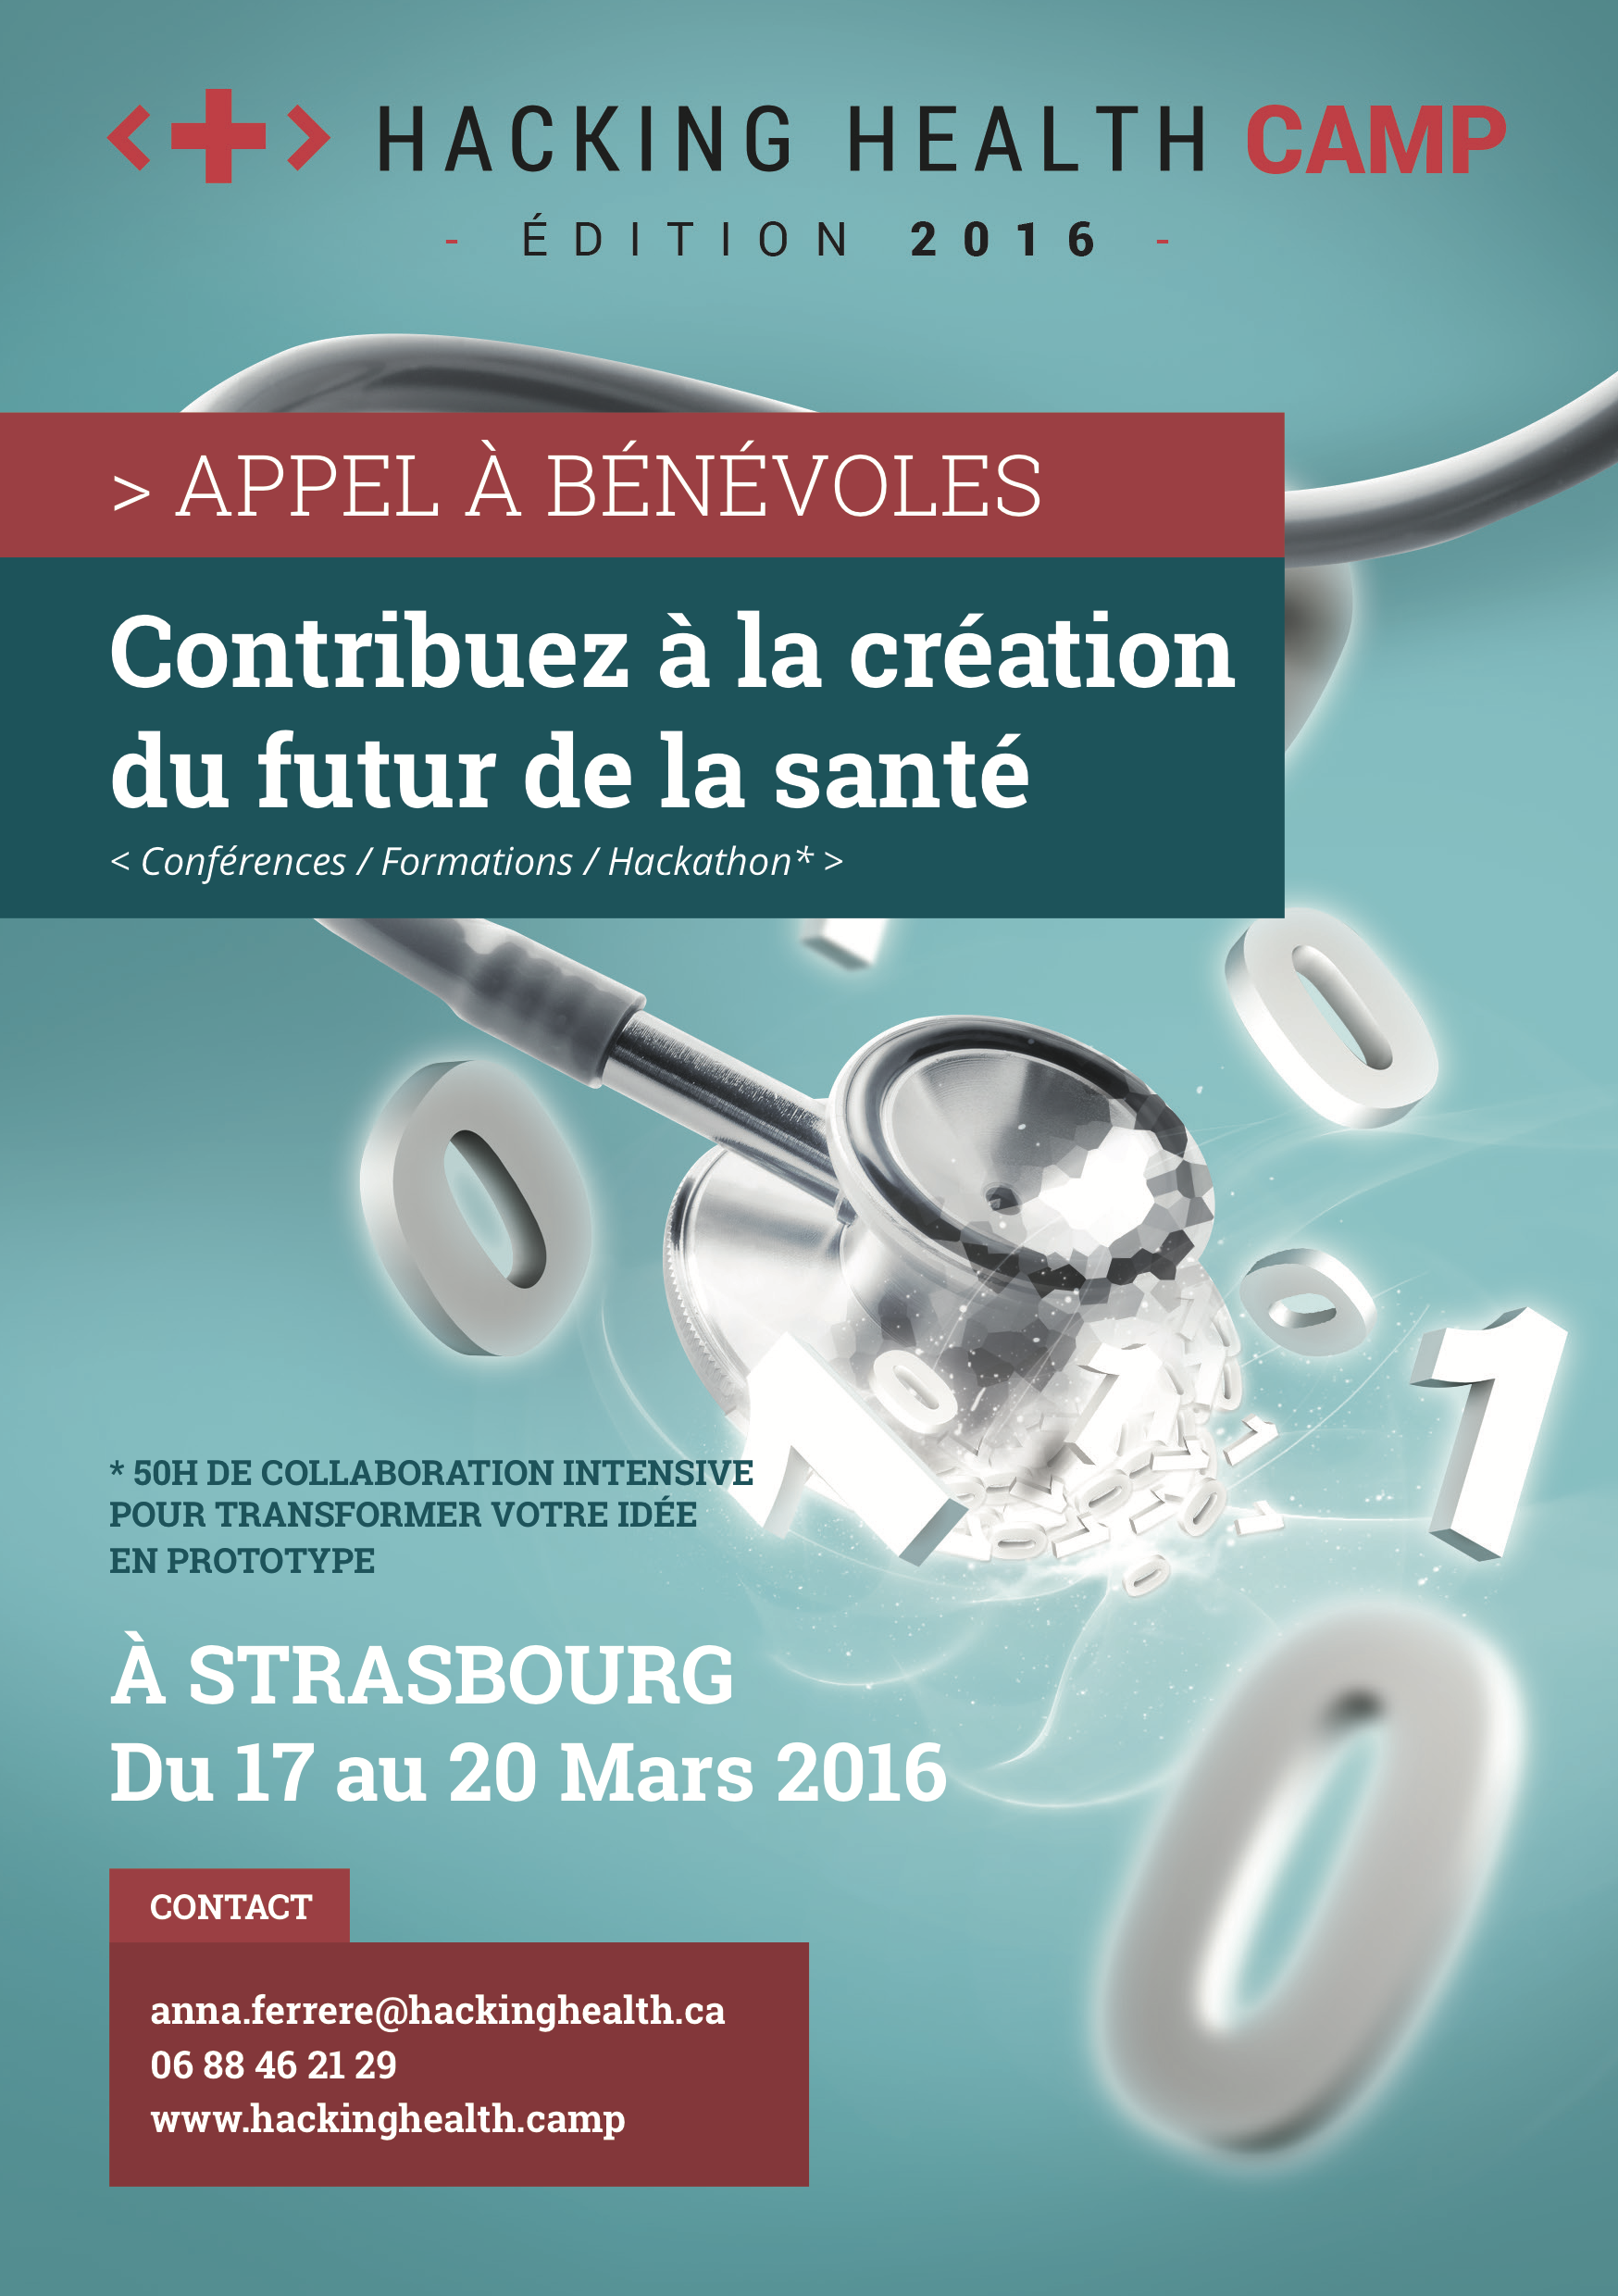 HACKING HEALTH CAMP
- ÉDITION 2016 -
> APPEL À BÉNÉVOLES
Contribuez à la création
du futur de la santé
< Conférences / Formations / Hackathon* >
* 50H DE COLLABORATION INTENSIVE
POUR TRANSFORMER VOTRE IDÉE
EN PROTOTYPE
À STRASBOURG
Du 17 au 20 Mars 2016
CONTACT
anna.ferrere@hackinghealth.ca
06 88 46 21 29
www.hackinghealth.camp